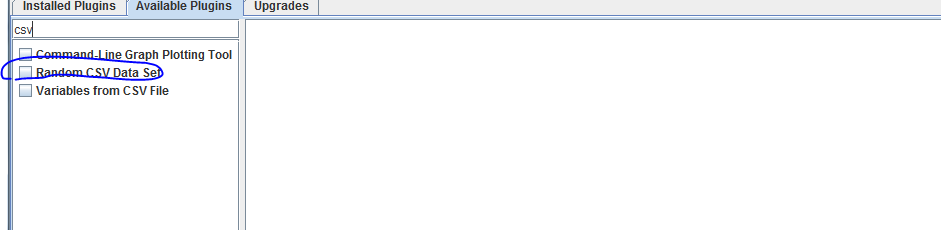 Installed Plugins Available Plugins Upgrades
csv
Command-Line Graph Plotting Tool
Random CSV Data Set
Variables from CSV File